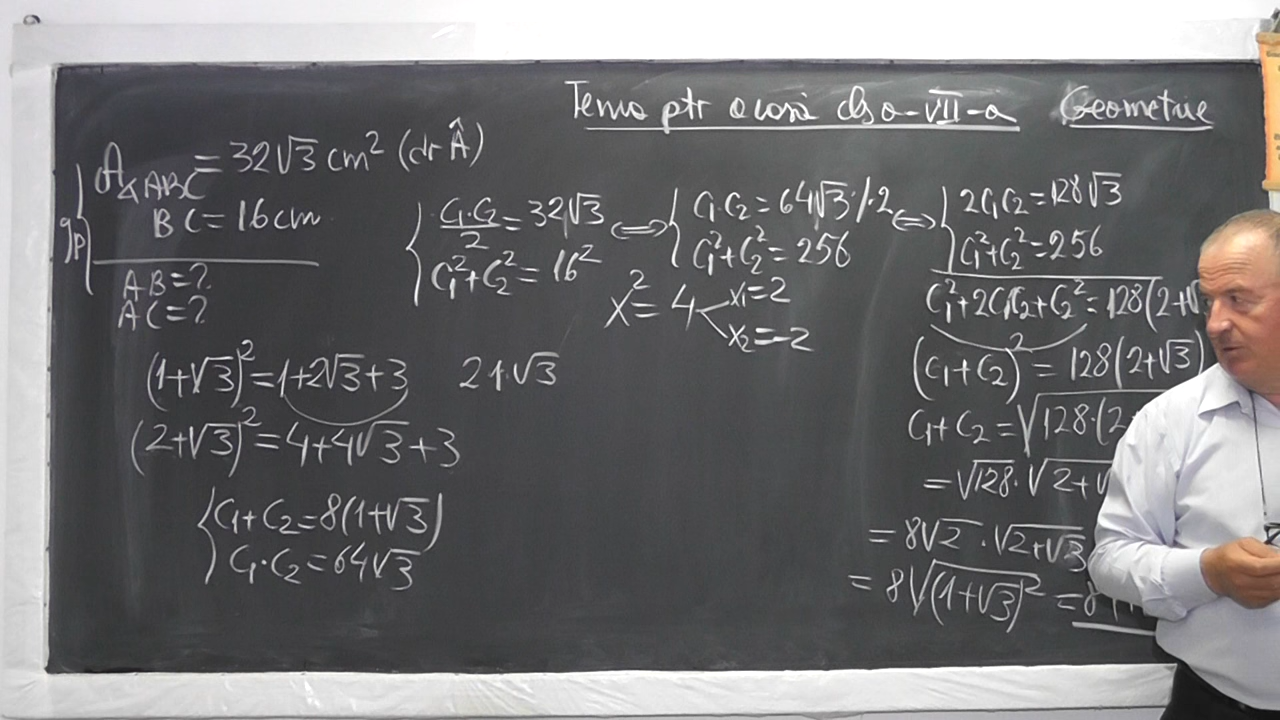 Tema ptr acasă cls a-VII-a Geometrie
A△ABC = 32√3 cm² (dr Â)
BC = 16 cm
AB = ?
AC = ?
C₁·C₂/2 = 32√3
C₁² + C₂² = 16²
⇔
C₁·C₂ = 64√3 /·2
C₁² + C₂² = 256
⇔
2C₁C₂ = 128√3
C₁² + C₂² = 256
C₁² + 2C₁C₂ + C₂² = 128(2+√
(C₁+C₂)² = 128(2+√3)
C₁+C₂ = √128·(2
= √128·√2+√
= 8√2·√2+√3
= 8√(1+√3)² = 8
x² = 4
x₁ = 2
x₂ = -2
(1+√3)² = 1+2√3+3
2·1·√3
(2+√3)² = 4+4√3+3
C₁+C₂ = 8(1+√3)
C₁·C₂ = 64√3